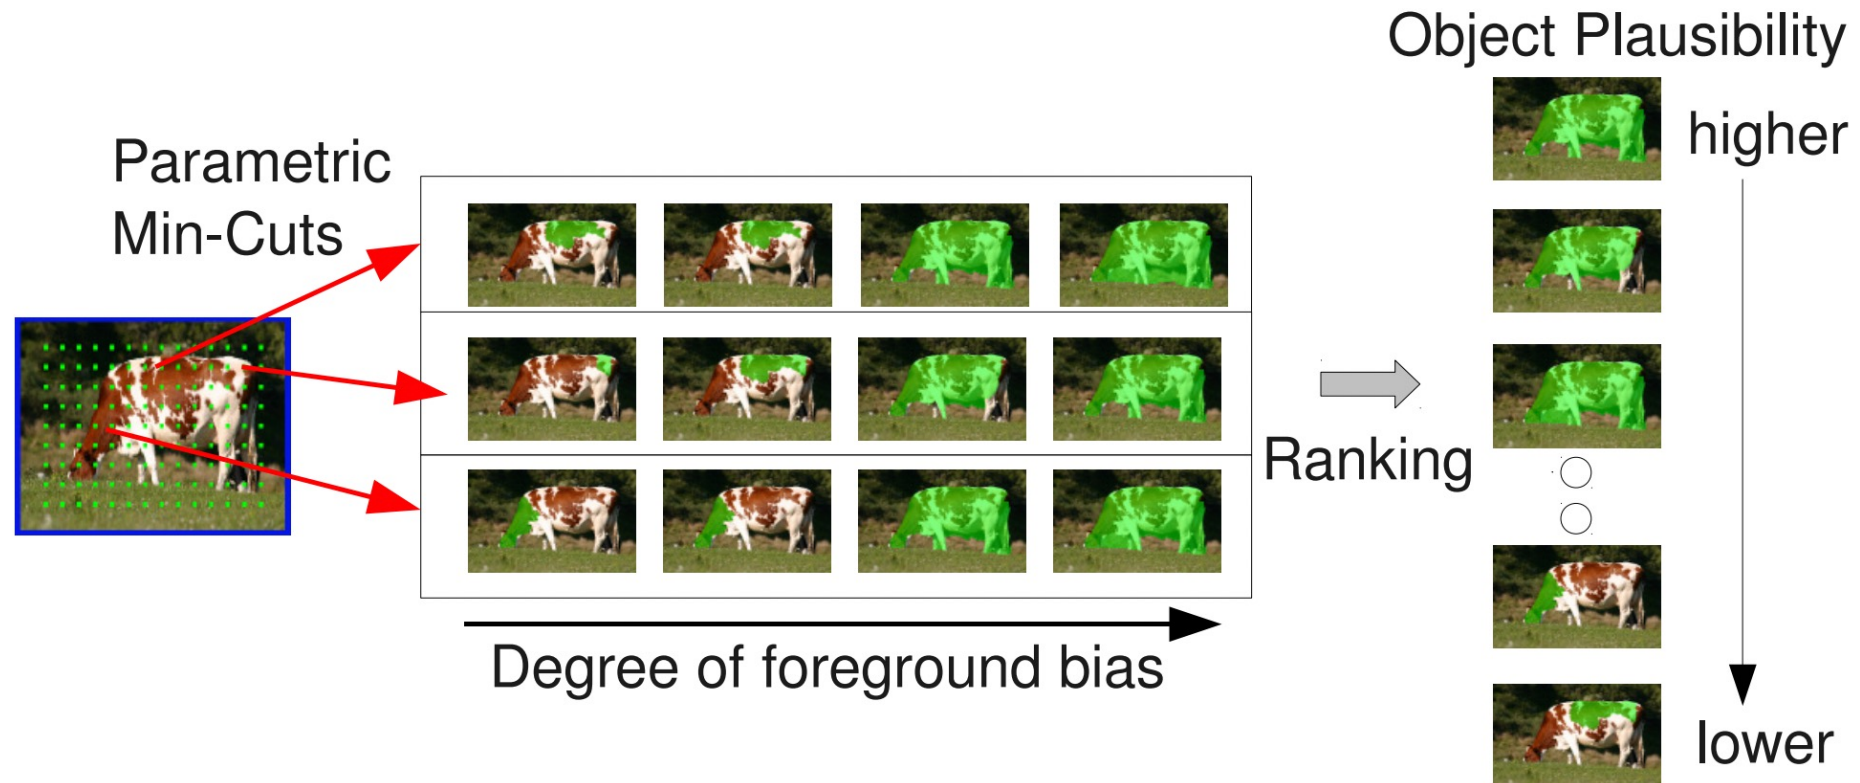 Object Plausibility
higher
Parametric
Min-Cuts
Ranking
Degree of foreground bias
lower